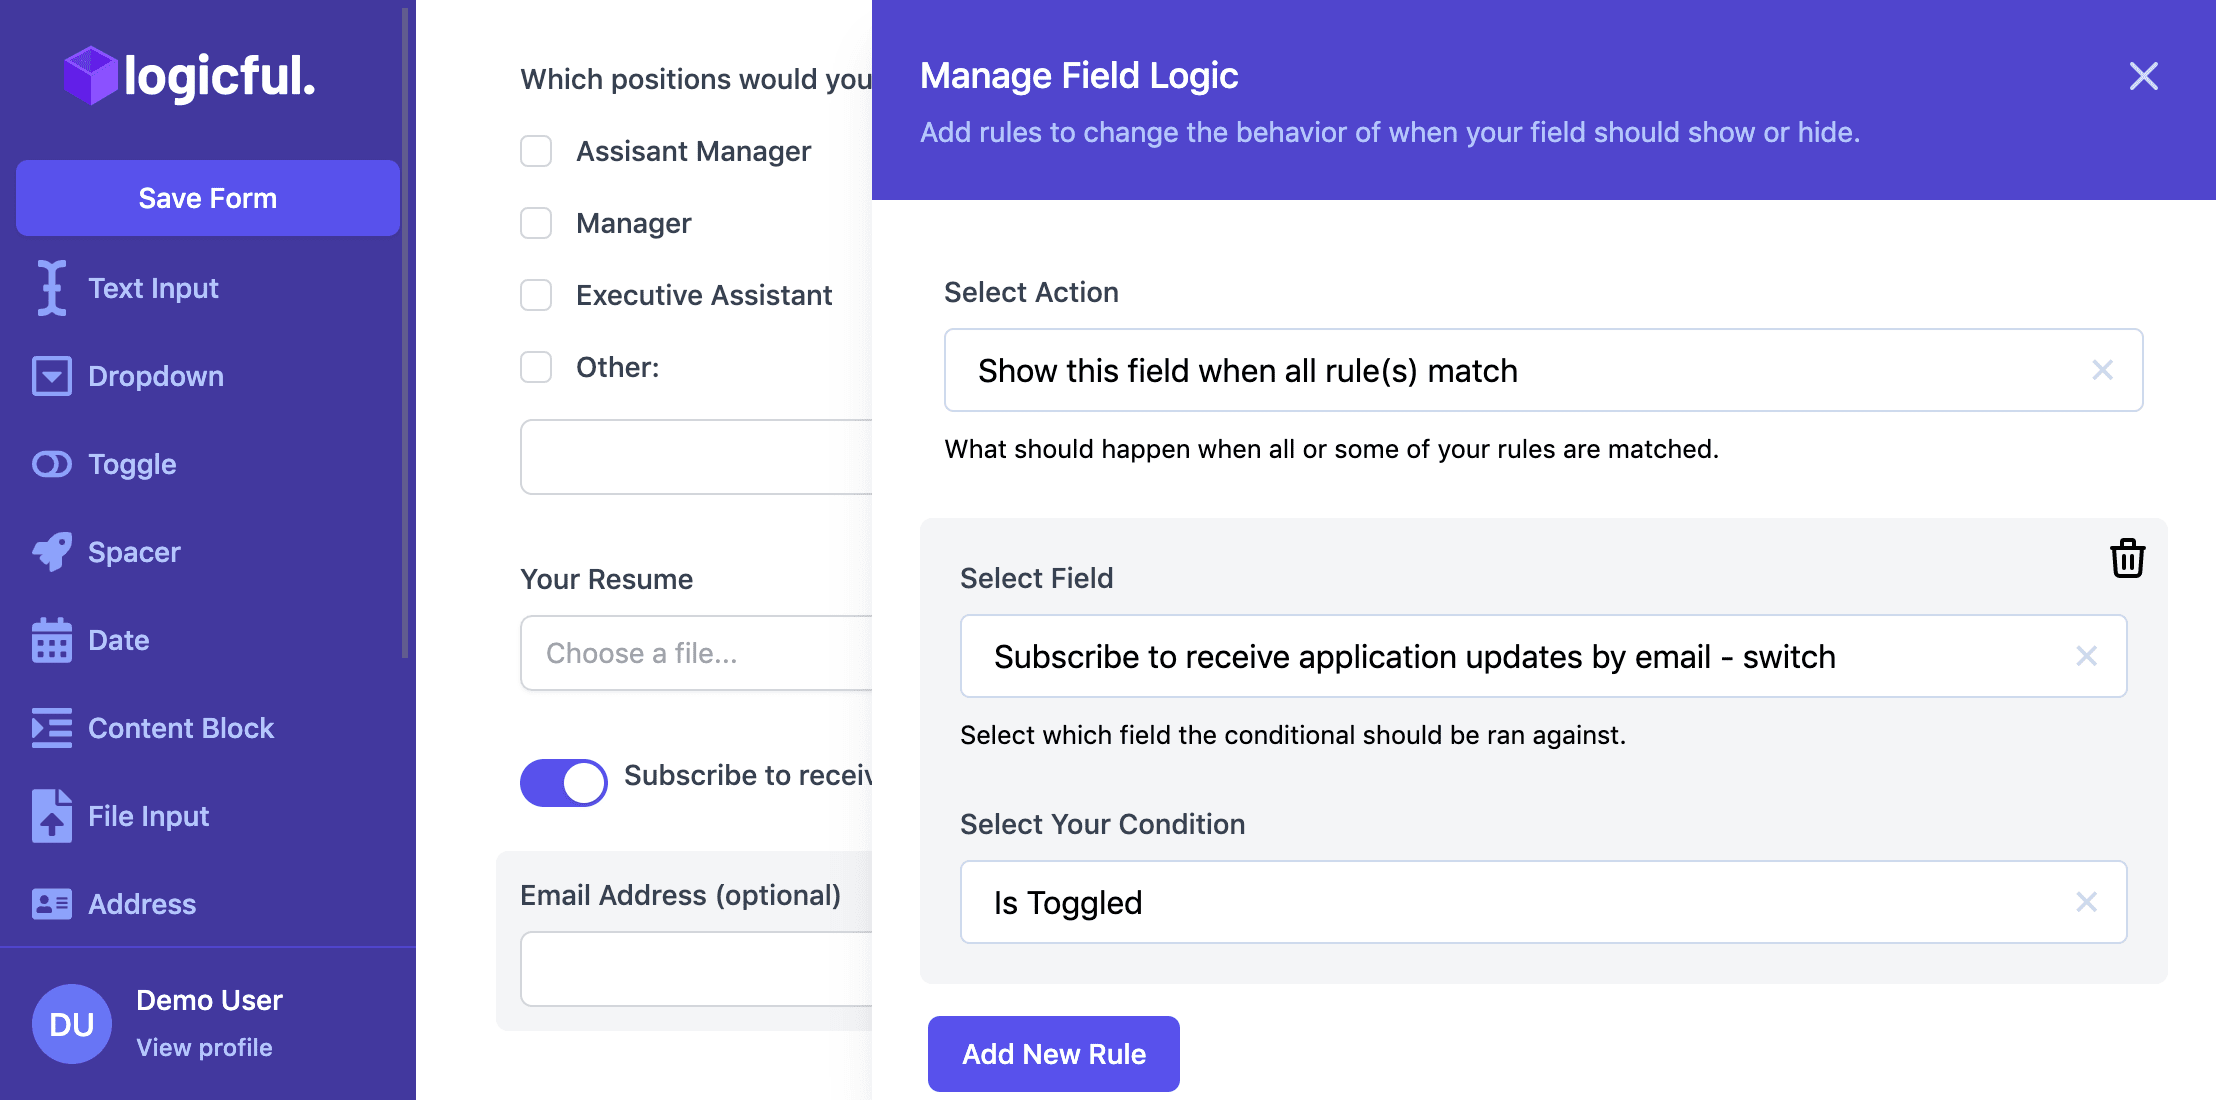 logicful.
Save Form
Text Input
Dropdown
Toggle
Spacer
Date
Content Block
File Input
Address
DU
Demo User
View profile
Which positions would you
Assisant Manager
Manager
Executive Assistant
Other:
Your Resume
Choose a file...
Subscribe to receiv
Email Address (optional)
Manage Field Logic
Add rules to change the behavior of when your field should show or hide.
Select Action
Show this field when all rule(s) match
What should happen when all or some of your rules are matched.
Select Field
Subscribe to receive application updates by email - switch
Select which field the conditional should be ran against.
Select Your Condition
Is Toggled
Add New Rule